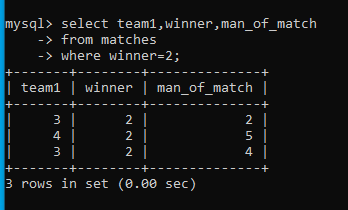 mysql> select team1,winner,man_of_match
    -> from matches
    -> where winner=2;
+-------+--------+--------------+
| team1 | winner | man_of_match |
+-------+--------+--------------+
|     3 |      2 |            2 |
|     4 |      2 |            5 |
|     3 |      2 |            4 |
+-------+--------+--------------+
3 rows in set (0.00 sec)